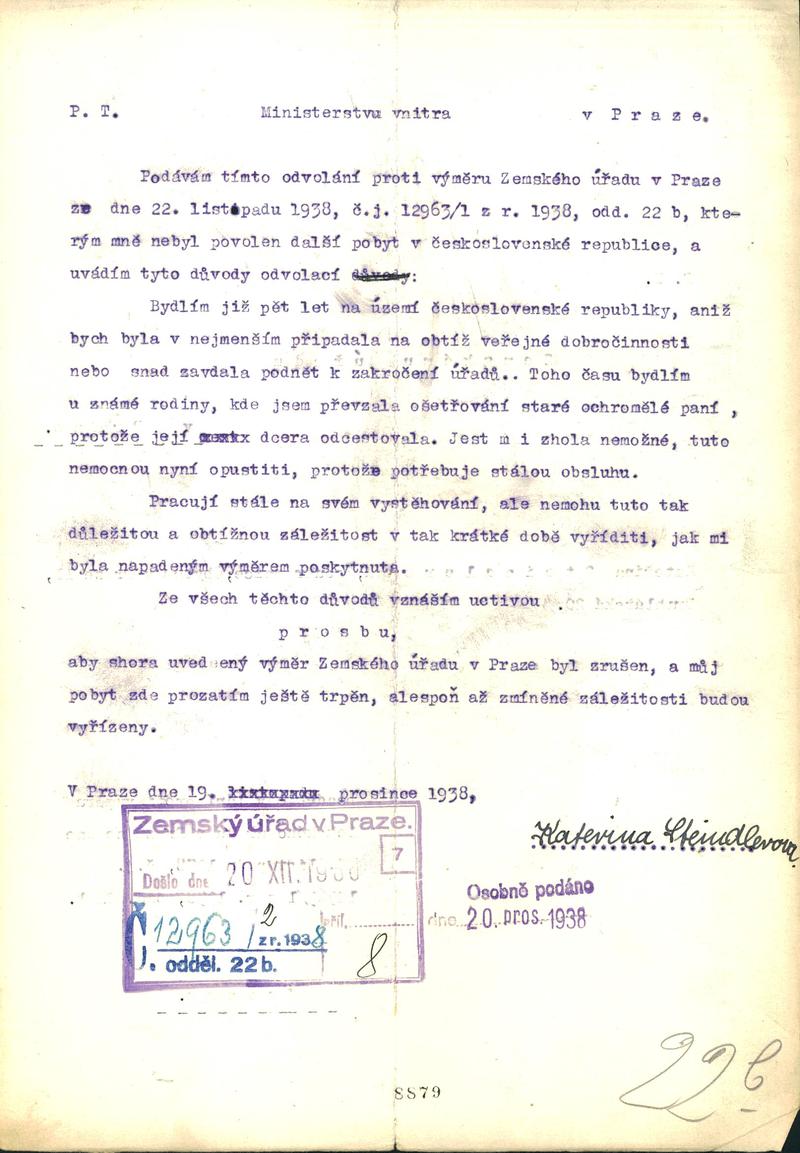 P. T. Ministerstvu vnitra v P r a z e.
Podávám tímto odvolání proti výměru Zemského úřadu v Praze
ze dne 22. listopadu 1938, č.j. 12963/1 z r. 1938, odd. 22 b, kte-
rým mně nebyl povolen další pobyt v československé republice, a
uvádím tyto důvody odvolací důvody:
Bydlím již pět let na území československé republiky, aniž
bych byla v nejmenším připadala na obtíž veřejné dobročinnosti
nebo snad zavdala podnět k zakročení úřadů.. Toho času bydlím
u známé rodiny, kde jsem převzala ošetřování staré ochromělé paní ,
protože její dcera odcestovala. Jest m i zhola nemožné, tuto
nemocnou nyní opustiti, protože potřebuje stálou obsluhu.
Pracují stále na svém vystěhování, ale nemohu tuto tak
důležitou a obtížnou záležitost v tak krátké době vyříditi, jak mi
byla napadeným výměrem poskytnuta.
Ze všech těchto důvodů vznáším uctivou
p r o s b u,
aby shora uved ený výměr Zemského úřadu v Praze byl zrušen, a můj
pobyt zde prozatím ještě trpěn, alespoň až zmíněné záležitosti budou
vyřízeny.
V Praze dne 19. prosince 1938,
Kateřina Steindlerova
Zemský úřad v Praze.
7
Došlo dne 20 XII. 1938
Č 12963 / 2 z r. 1938 příl.
J. odděl. 22 b. 8
Osobně podáno
dne 20. pros. 1938
22 b
8879